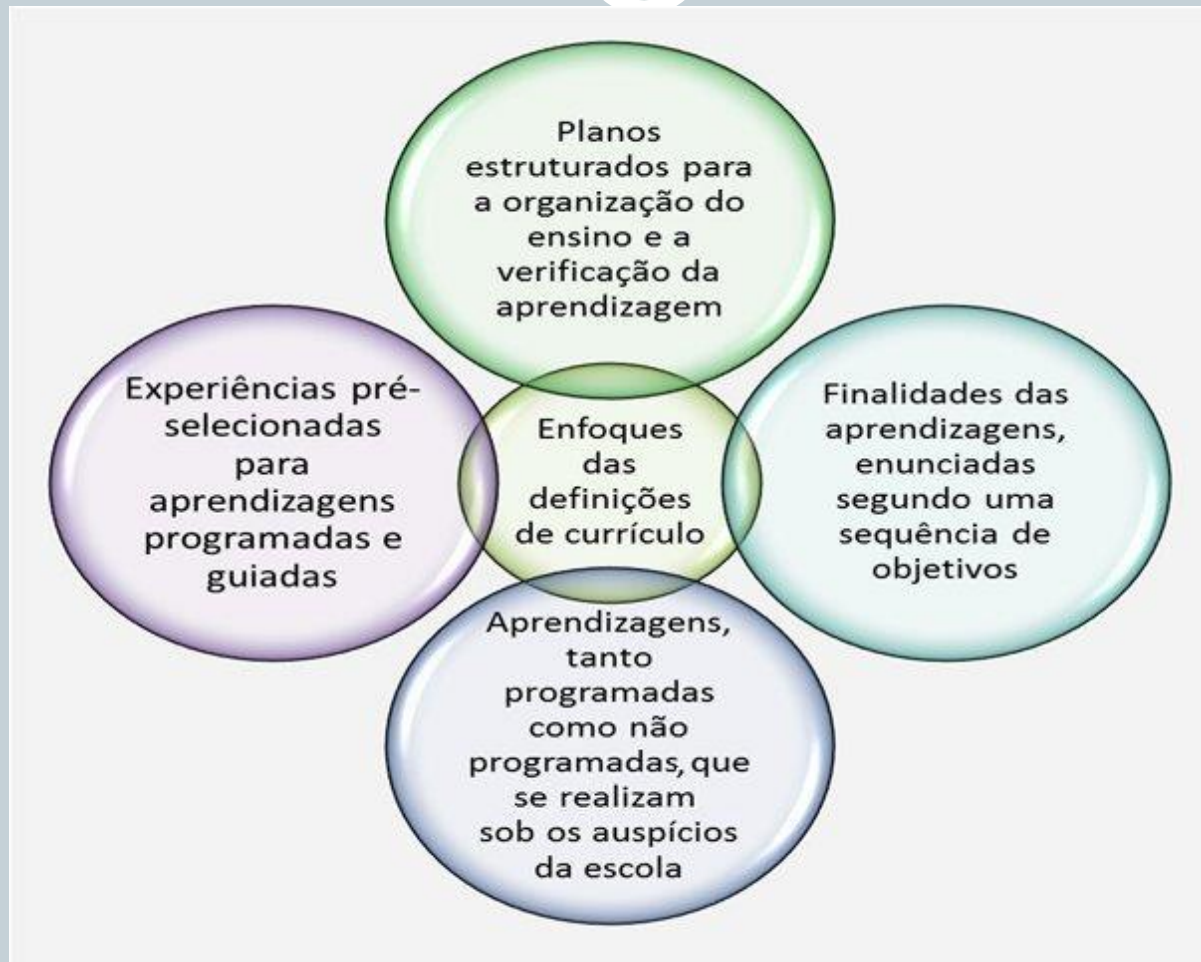 Planos
estruturados para
a organização do
ensino e a
verificação da
aprendizagem
Experiências pré-
selecionadas
para
aprendizagens
programadas e
guiadas
Enfoques
das
definições
de currículo
Finalidades das
aprendizagens,
enunciadas
segundo uma
sequência de
objetivos
Aprendizagens,
tanto
programadas
como não
programadas, que
se realizam
sob os auspícios
da escola